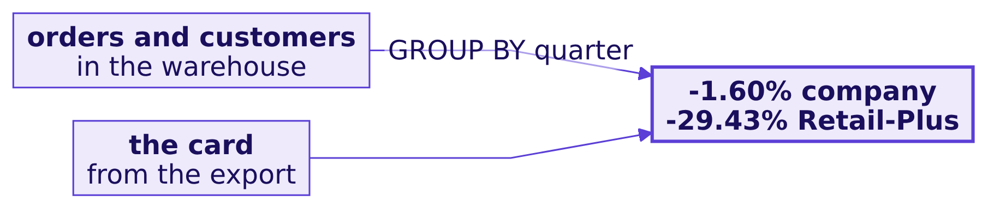 orders and customers
in the warehouse
GROUP BY quarter
-1.60% company
-29.43% Retail-Plus
the card
from the export